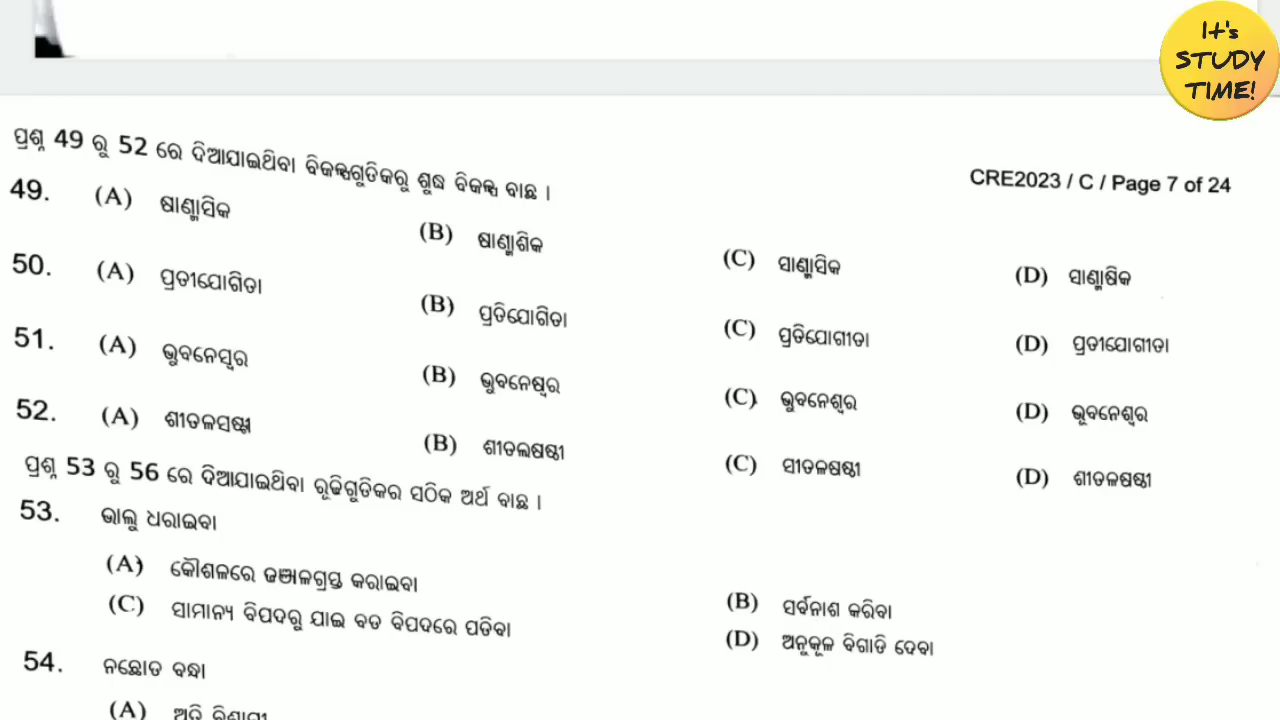 It's
STUDY
TIME!
CRE2023 / C / Page 7 of 24
ପ୍ରଶ୍ନ 49 ରୁ 52 ରେ ଦିଆଯାଇଥିବା ବିକଳ୍ପଗୁଡିକରୁ ଶୁଦ୍ଧ ବିକଳ୍ପ ବାଛ ।
49. (A) ଷାଣ୍ମାସିକ (B) ଷାଣ୍ମାଶିକ (C) ସାଣ୍ମାସିକ (D) ସାଣ୍ମାଷିକ
50. (A) ପ୍ରତୀଯୋଗିତା (B) ପ୍ରତିଯୋଗିତା (C) ପ୍ରତିଯୋଗୀତା (D) ପ୍ରତୀଯୋଗୀତା
51. (A) ଭୁବନେସ୍ୱର (B) ଭୁବନେଷ୍ୱର (C) ଭୁବନେଶ୍ୱର (D) ଭୂବନେଶ୍ୱର
52. (A) ଶୀତଳସଷ୍ଠୀ (B) ଶୀତଲଷଷ୍ଠୀ (C) ସୀତଳଷଷ୍ଠୀ (D) ଶୀତଳଷଷ୍ଠୀ
ପ୍ରଶ୍ନ 53 ରୁ 56 ରେ ଦିଆଯାଇଥିବା ରୂଢିଗୁଡିକର ସଠିକ ଅର୍ଥ ବାଛ ।
53. ଭାଲୁ ଧରାଇବା
(A) କୌଶଳରେ ଜଞ୍ଜାଳଗ୍ରସ୍ତ କରାଇବା (B) ସର୍ବନାଶ କରିବା
(C) ସାମାନ୍ୟ ବିପଦରୁ ଯାଇ ବଡ ବିପଦରେ ପଡିବା (D) ଅନୁକୂଳ ବିଗାଡି ଦେବା
54. ନଛୋଡ ବନ୍ଧା
(A) ଅତି